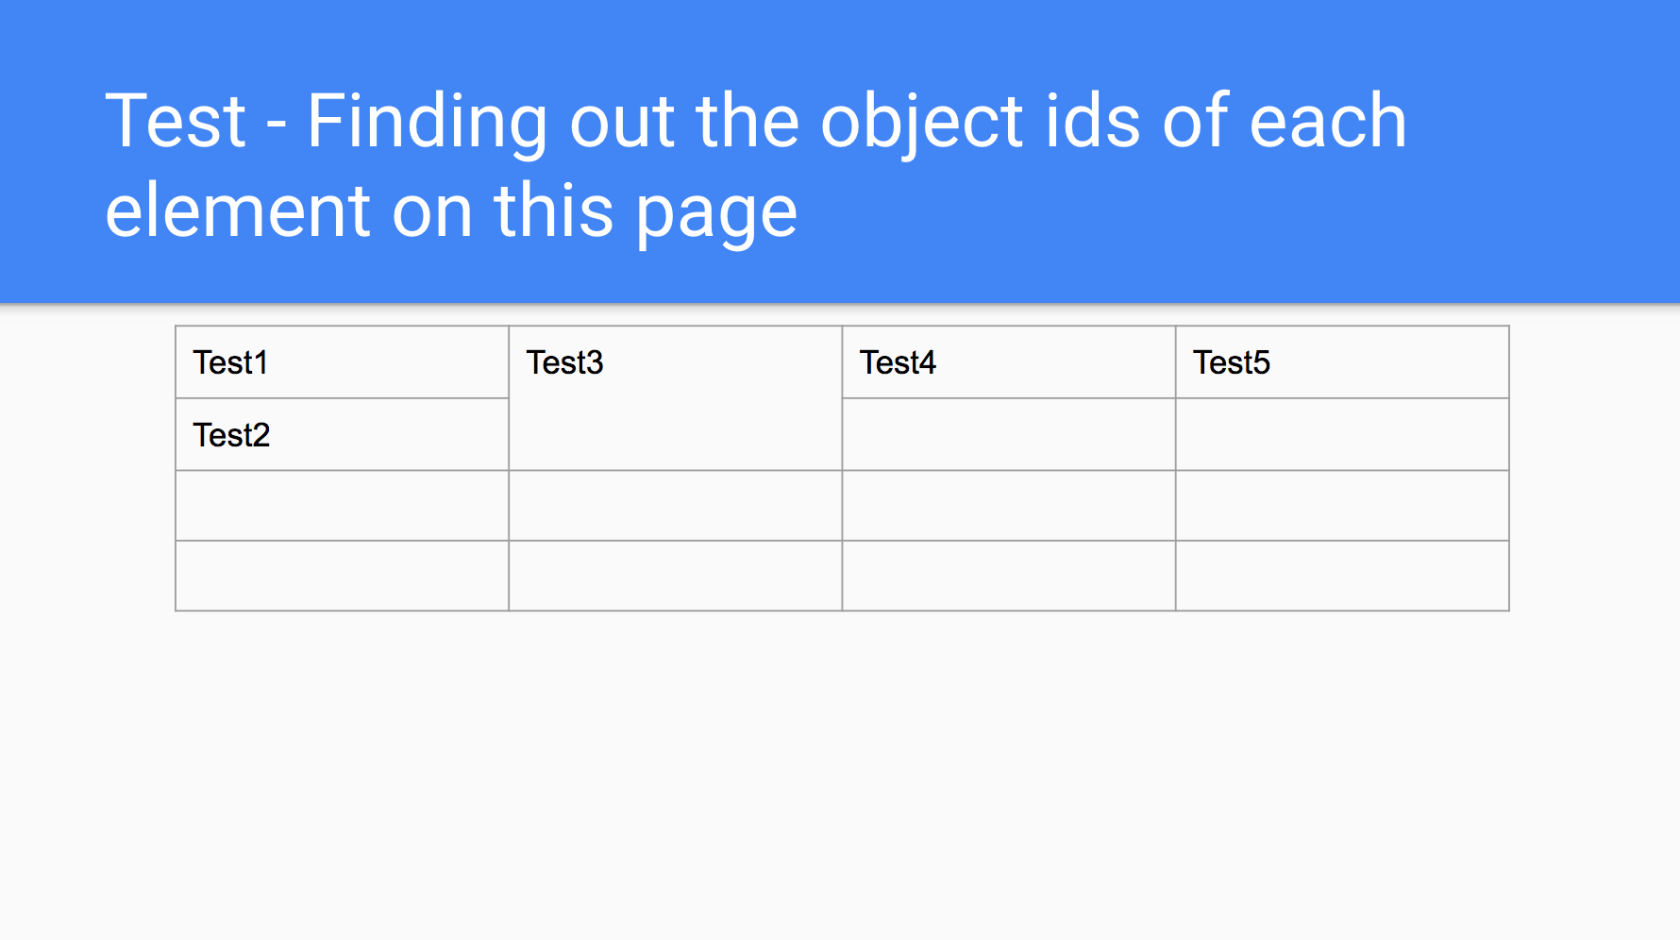 Test - Finding out the object ids of each
element on this page
Test1 Test3 Test4 Test5
Test2